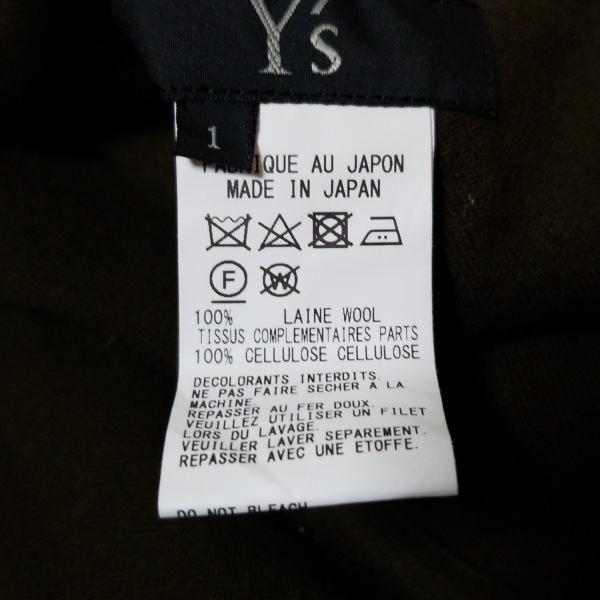 Y's
1
FABRIQUE AU JAPON
MADE IN JAPAN
F
W
100% LAINE WOOL
TISSUS COMPLEMENTAIRES PARTS
100% CELLULOSE CELLULOSE
DECOLORANTS INTERDITS.
NE PAS FAIRE SECHER A LA
MACHINE.
REPASSER AU FER DOUX.
VEUILLEZ UTILISER UN FILET
LORS DU LAVAGE.
VEUILLER LAVER SEPAREMENT.
REPASSER AVEC UNE ETOFFE.
DO NOT BLEACH